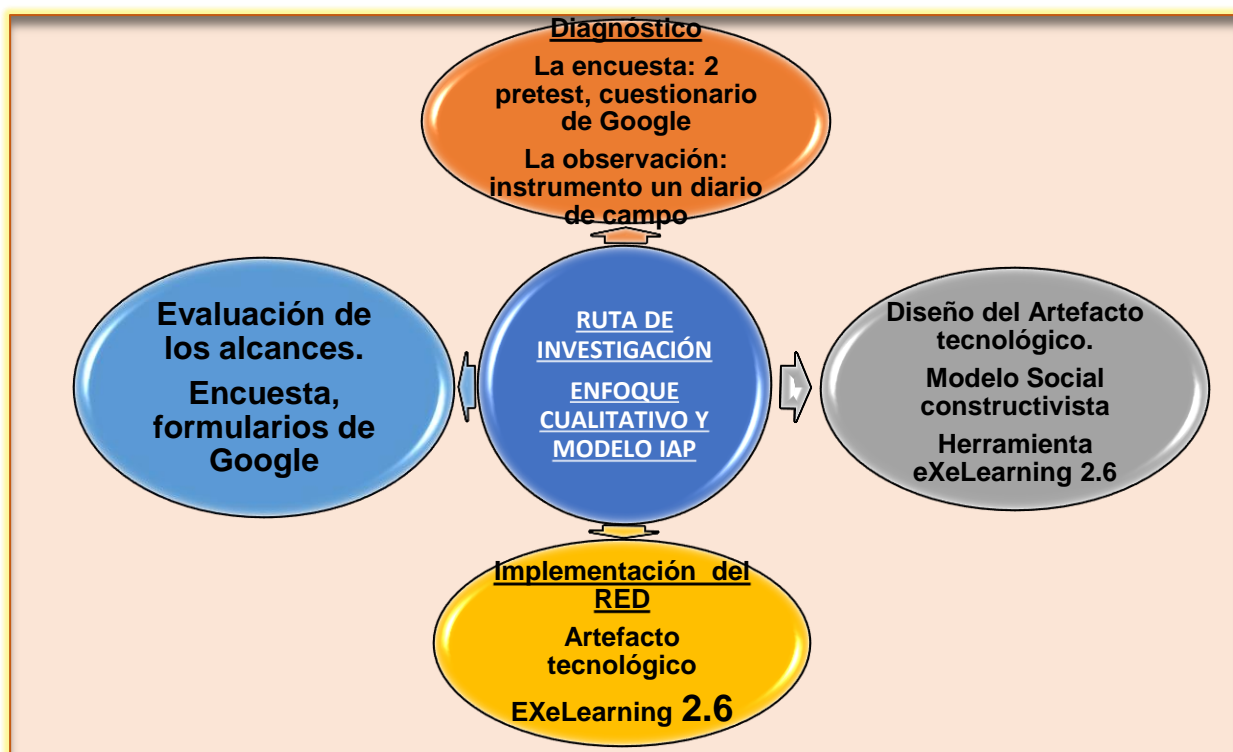 Diagnóstico
La encuesta: 2
pretest, cuestionario
de Google
La observación:
instrumento un diario
de campo
Evaluación de
los alcances.
Encuesta,
formularios de
Google
RUTA DE
INVESTIGACIÓN
ENFOQUE
CUALITATIVO Y
MODELO IAP
Diseño del Artefacto
tecnológico.
Modelo Social
constructivista
Herramienta
eXeLearning 2.6
Implementación del
RED
Artefacto
tecnológico
EXeLearning 2.6